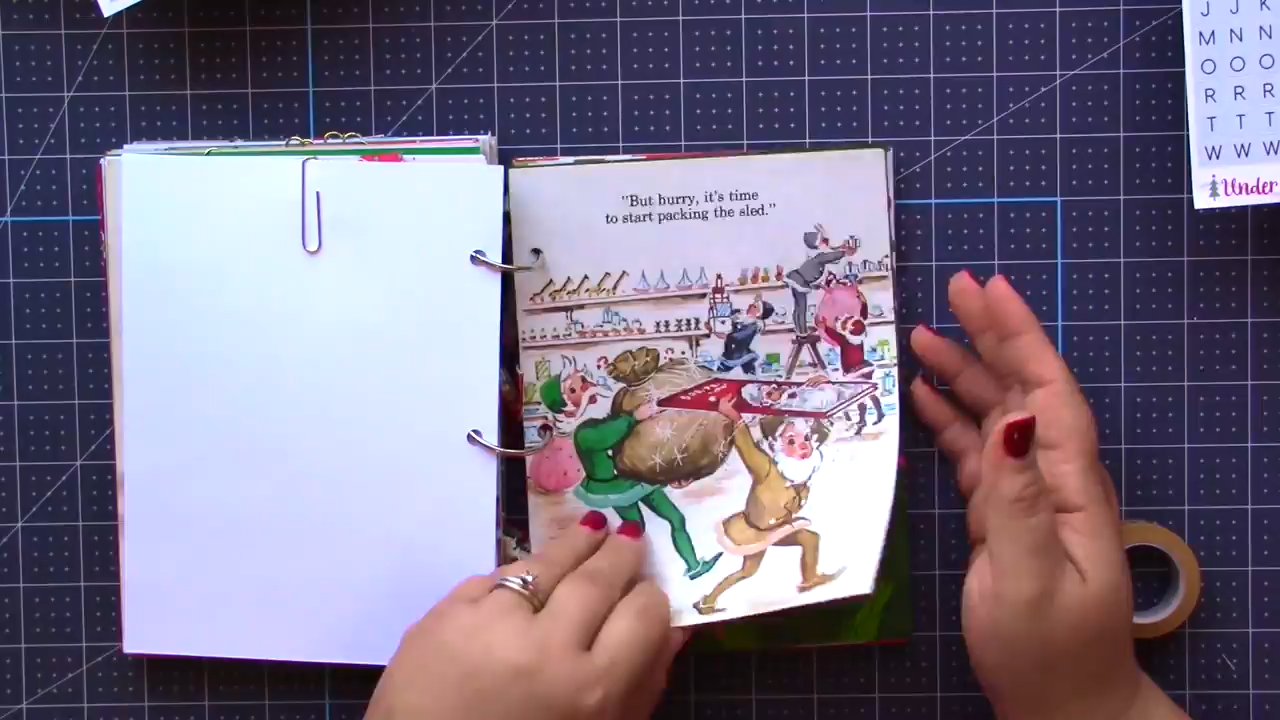 "But hurry, it's time
to start packing the sled."
J J K
M N N
O O O
R R R
T T T
W W W
Under